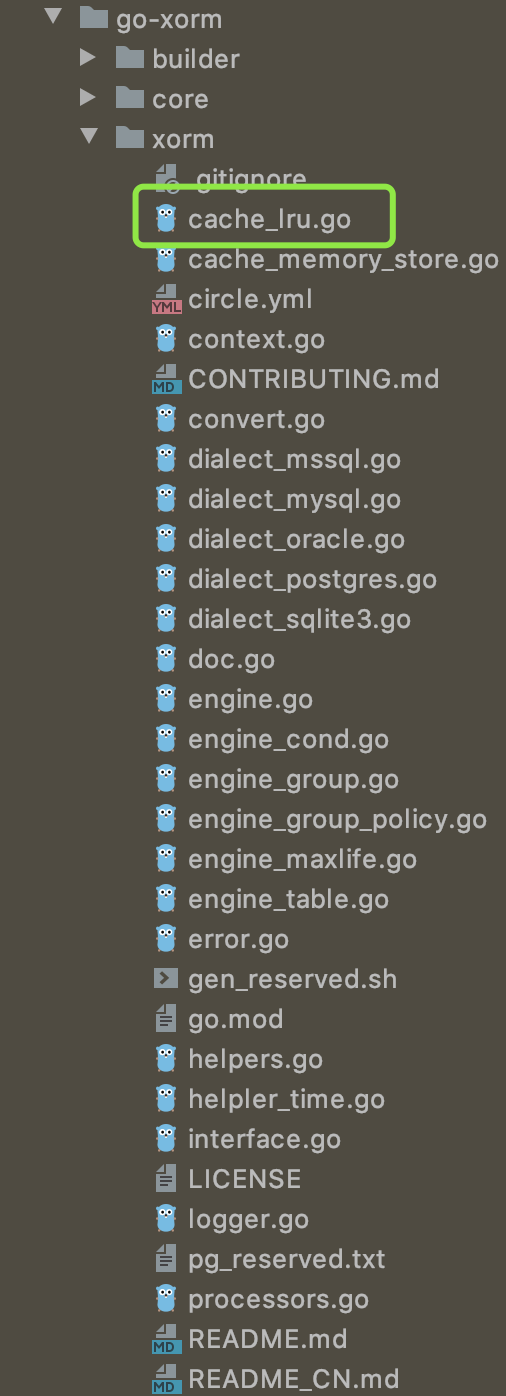 go-xorm
builder
core
xorm
.gitignore
cache_lru.go
cache_memory_store.go
YML circle.yml
context.go
MD CONTRIBUTING.md
convert.go
dialect_mssql.go
dialect_mysql.go
dialect_oracle.go
dialect_postgres.go
dialect_sqlite3.go
doc.go
engine.go
engine_cond.go
engine_group.go
engine_group_policy.go
engine_maxlife.go
engine_table.go
error.go
gen_reserved.sh
go.mod
helpers.go
helpler_time.go
interface.go
LICENSE
logger.go
pg_reserved.txt
processors.go
MD README.md
MD README_CN.md